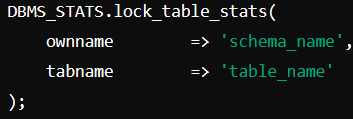 DBMS_STATS.lock_table_stats(
    ownname        => 'schema_name',
    tabname        => 'table_name'
);